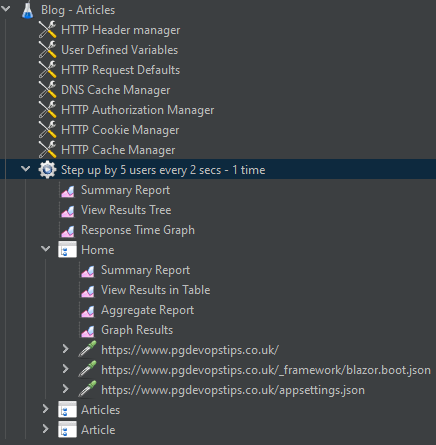 Blog - Articles
HTTP Header manager
User Defined Variables
HTTP Request Defaults
DNS Cache Manager
HTTP Authorization Manager
HTTP Cookie Manager
HTTP Cache Manager
Step up by 5 users every 2 secs - 1 time
Summary Report
View Results Tree
Response Time Graph
Home
Summary Report
View Results in Table
Aggregate Report
Graph Results
https://www.pgdevopstips.co.uk/
https://www.pgdevopstips.co.uk/_framework/blazor.boot.json
https://www.pgdevopstips.co.uk/appsettings.json
Articles
Article